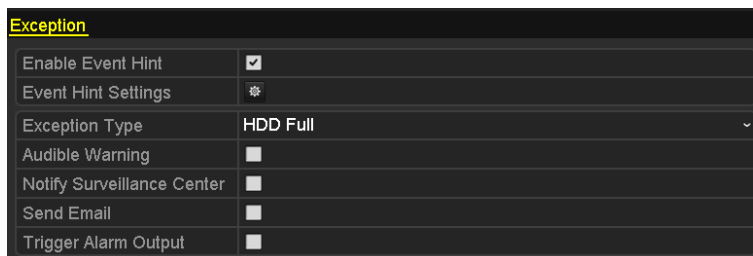 Exception
Enable Event Hint
Event Hint Settings
Exception Type HDD Full
Audible Warning
Notify Surveillance Center
Send Email
Trigger Alarm Output